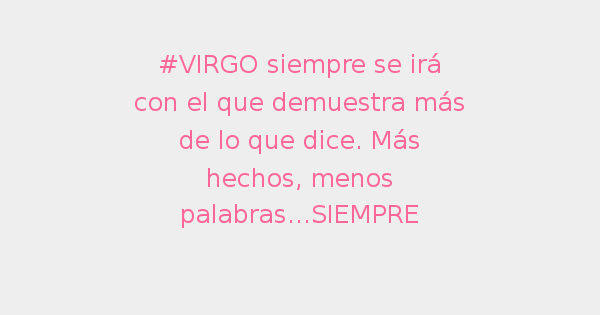 #VIRGO siempre se irá
con el que demuestra más
de lo que dice. Más
hechos, menos
palabras...SIEMPRE